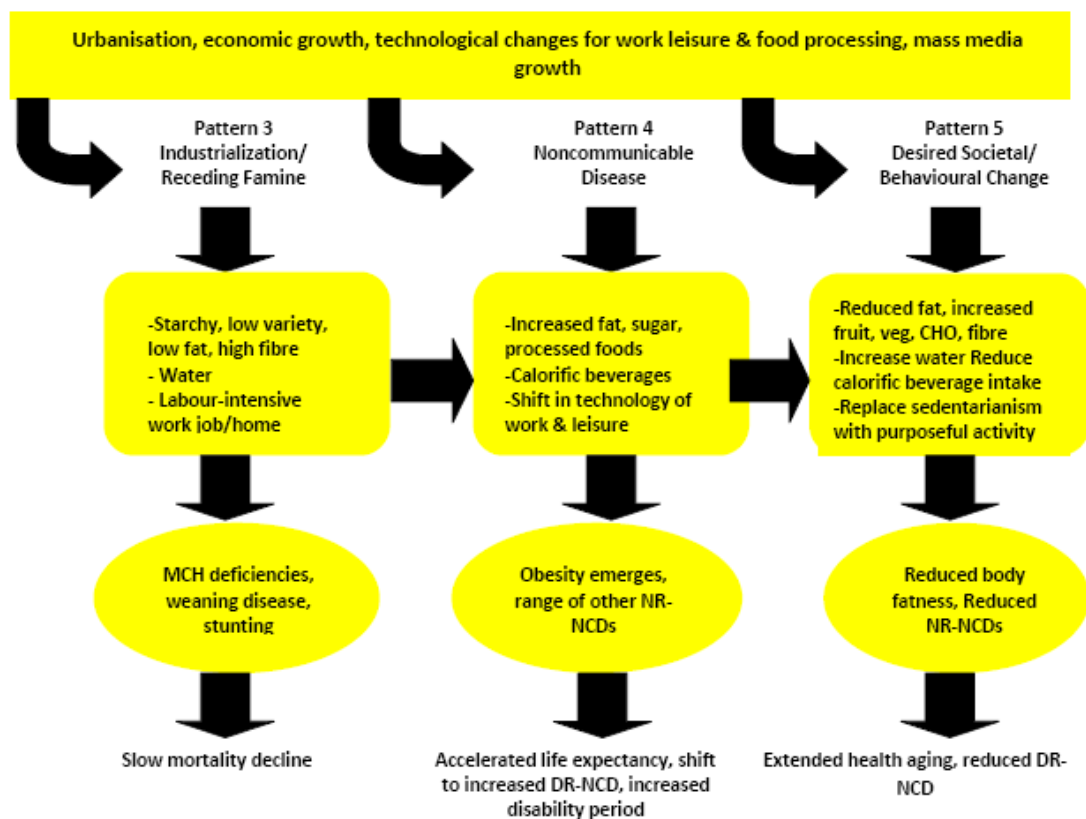 Urbanisation, economic growth, technological changes for work leisure & food processing, mass media
growth
Pattern 3
Industrialization/
Receding Famine
Pattern 4
Noncommunicable
Disease
Pattern 5
Desired Societal/
Behavioural Change
-Starchy, low variety,
low fat, high fibre
- Water
- Labour-intensive
work job/home
-Increased fat, sugar,
processed foods
-Calorific beverages
-Shift in technology of
work & leisure
-Reduced fat, increased
fruit, veg, CHO, fibre
-Increase water Reduce
calorific beverage intake
-Replace sedentarianism
with purposeful activity
MCH deficiencies,
weaning disease,
stunting
Obesity emerges,
range of other NR-
NCDs
Reduced body
fatness, Reduced
NR-NCDs
Slow mortality decline
Accelerated life expectancy, shift
to increased DR-NCD, increased
disability period
Extended health aging, reduced DR-
NCD